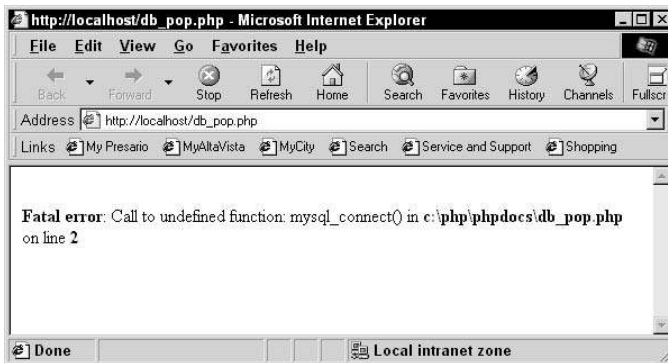 http://localhost/db_pop.php - Microsoft Internet Explorer
File Edit View Go Favorites Help
Back Forward Stop Refresh Home Search Favorites History Channels Fullscr
Address http://localhost/db_pop.php
Links My Presario MyAltaVista MyCity Search Service and Support Shopping
Fatal error: Call to undefined function: mysql_connect() in c:\php\phpdocs\db_pop.php
on line 2
Done Local intranet zone